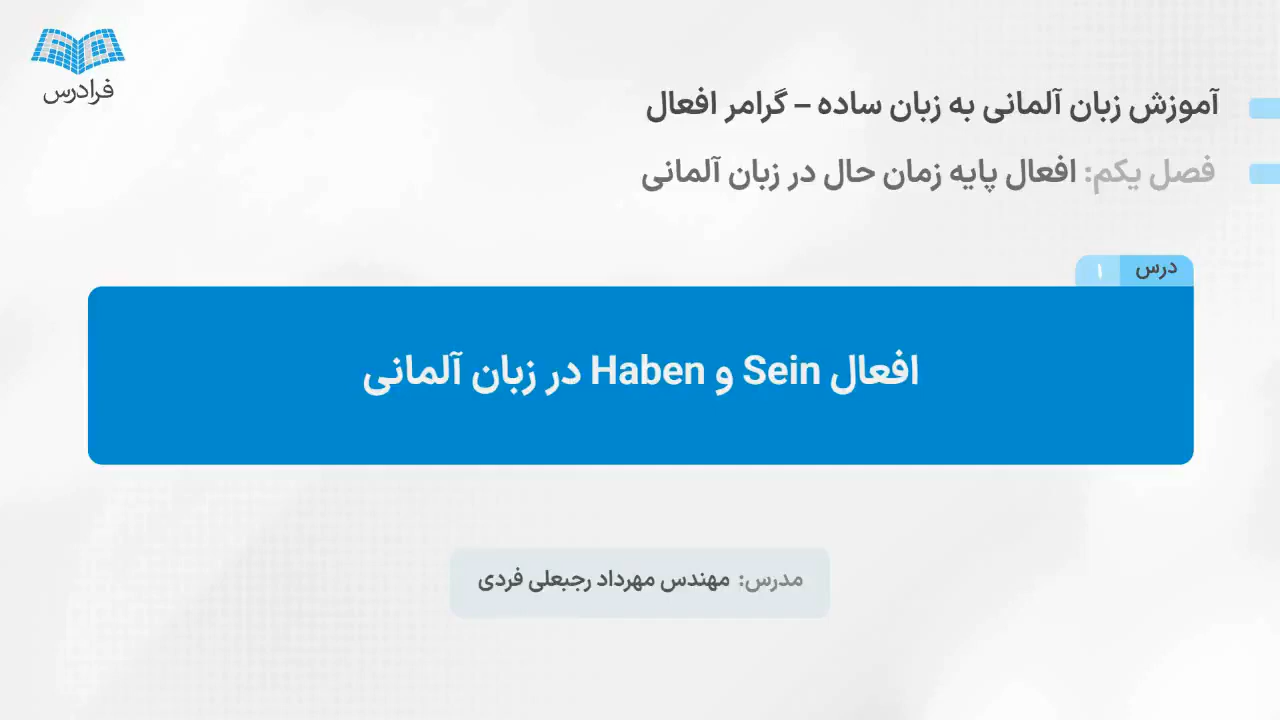 فرادرس
آموزش زبان آلمانی به زبان ساده – گرامر افعال
فصل یکم: افعال پایه زمان حال در زبان آلمانی
درس ۱
افعال Sein و Haben در زبان آلمانی
مدرس: مهندس مهرداد رجبعلی فردی